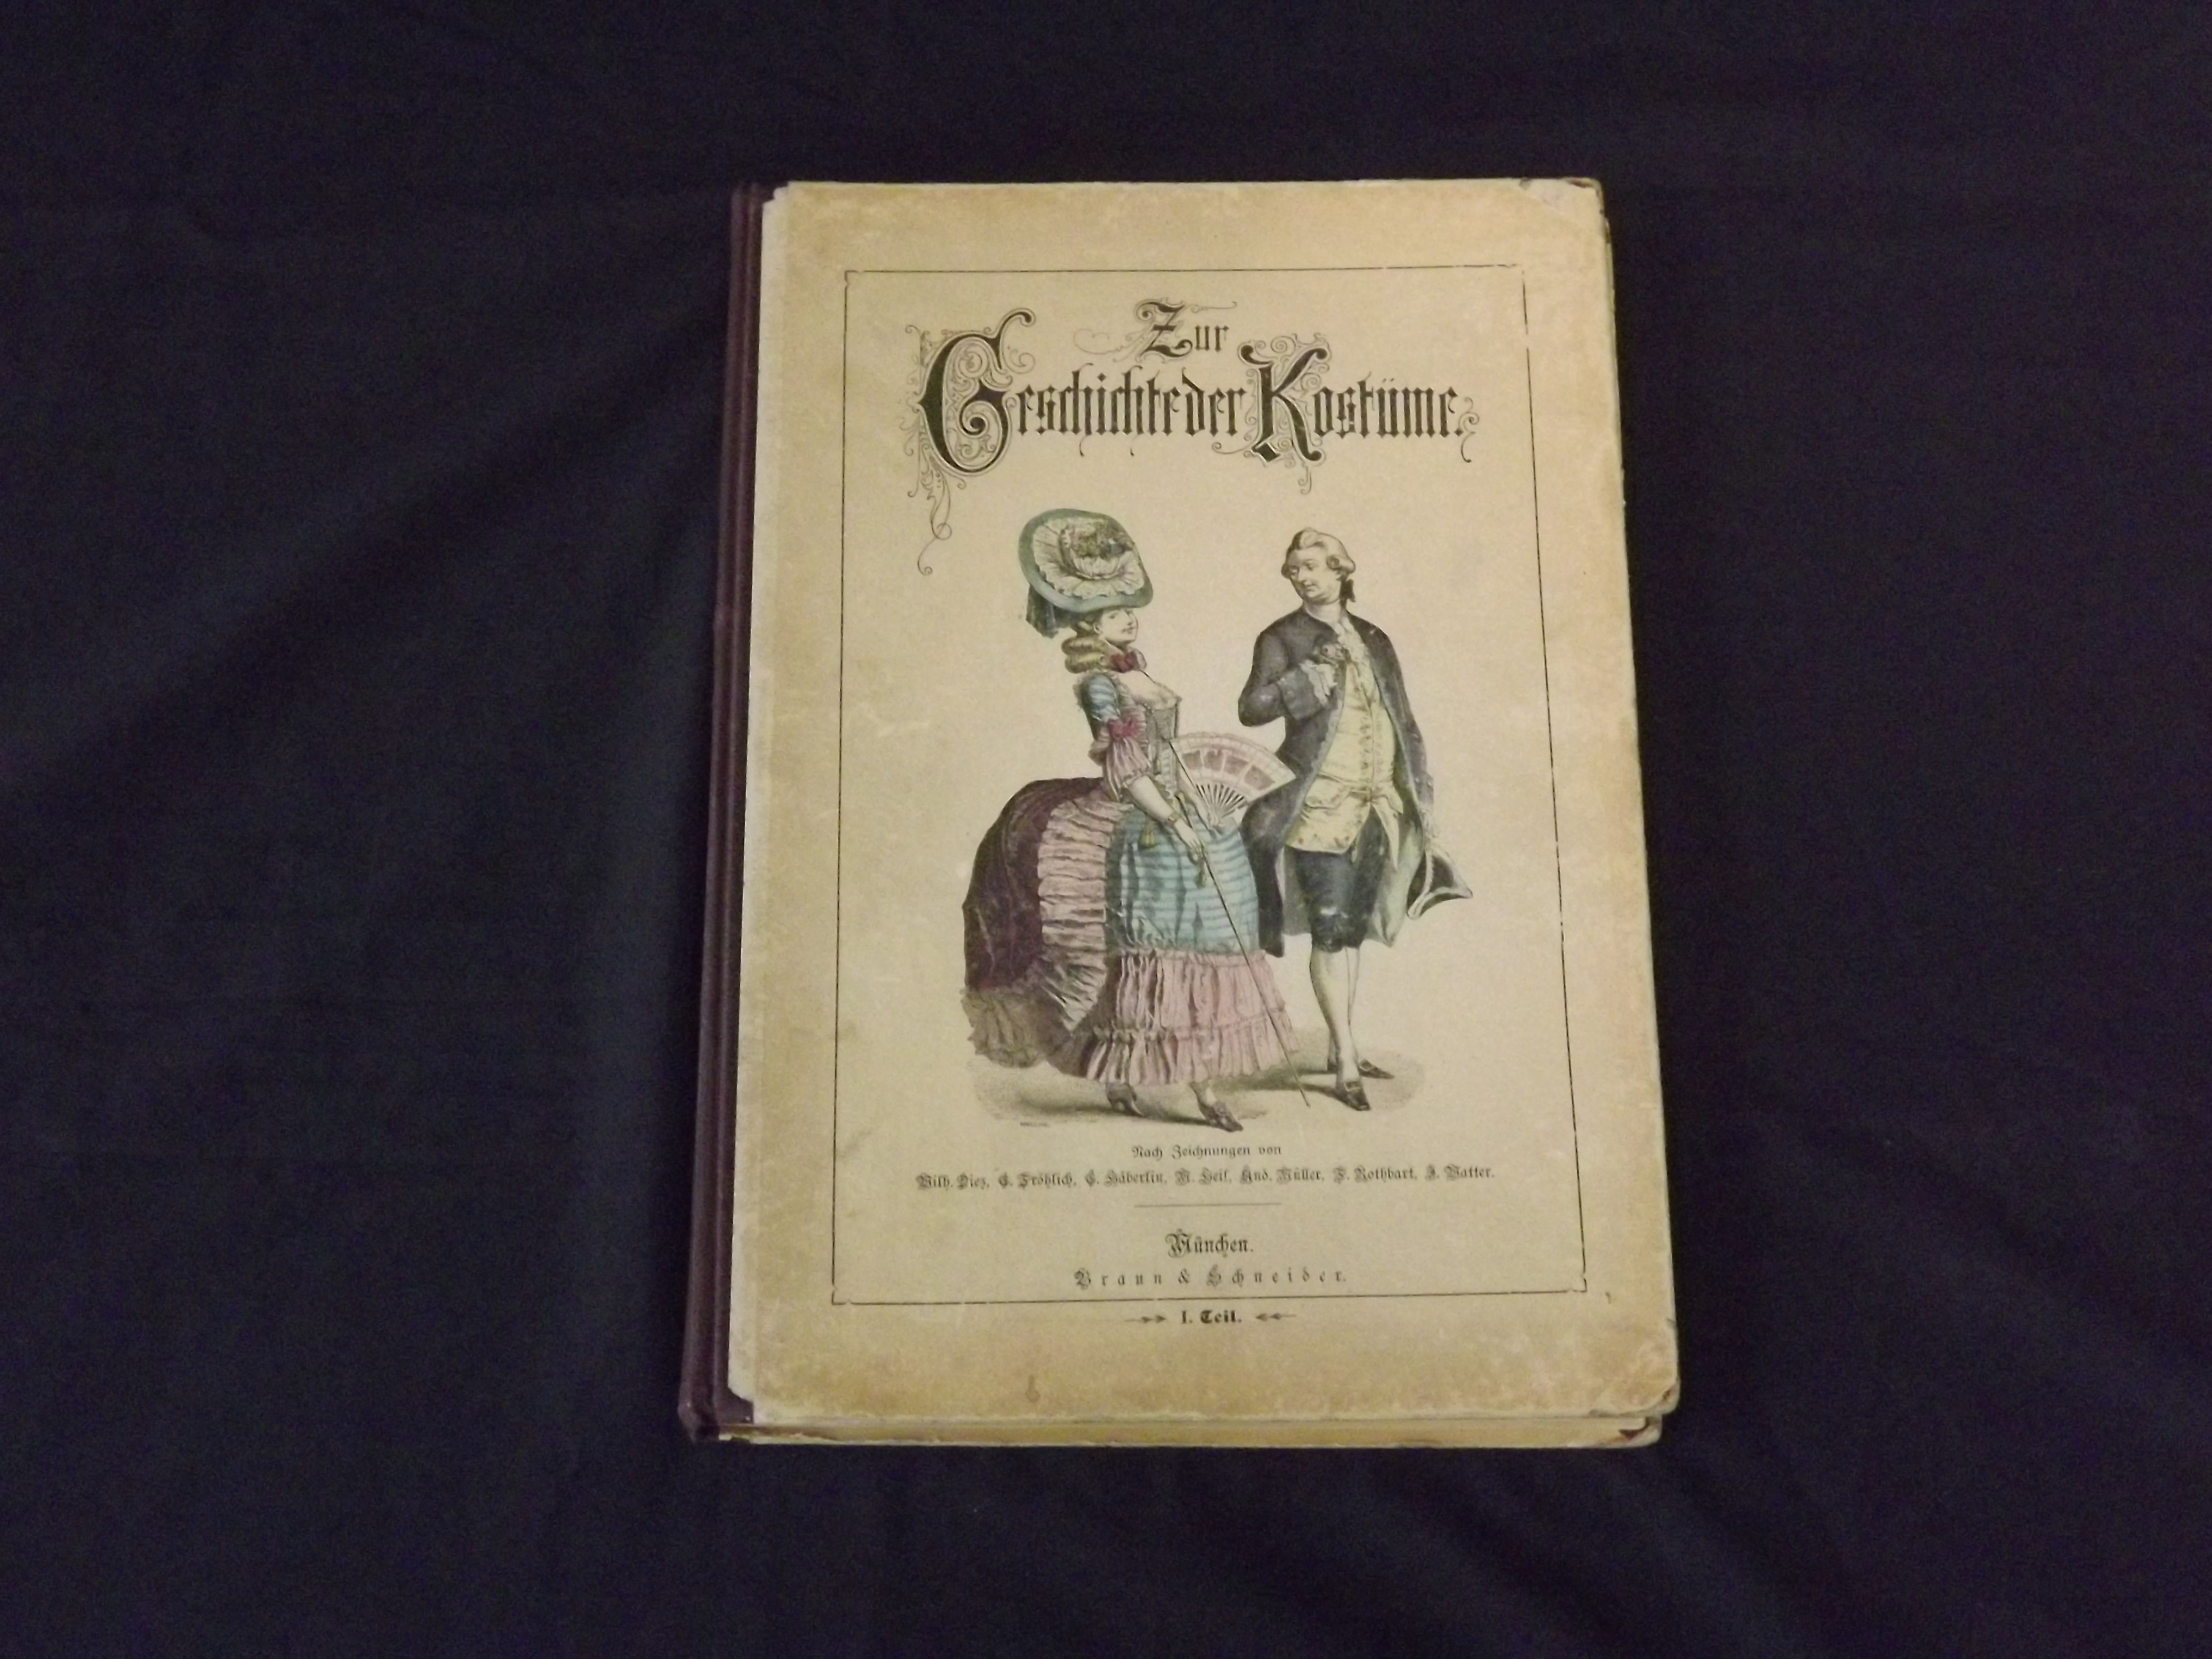 Zur
Geschichte der Kostüme.
Nach Zeichnungen von
Wilh. Diez, C. Fröhlich, C. Häberlin, M. Heil, And. Müller, F. Rothbart, J. Watter.
München.
Braun & Schneider.
I. Teil.